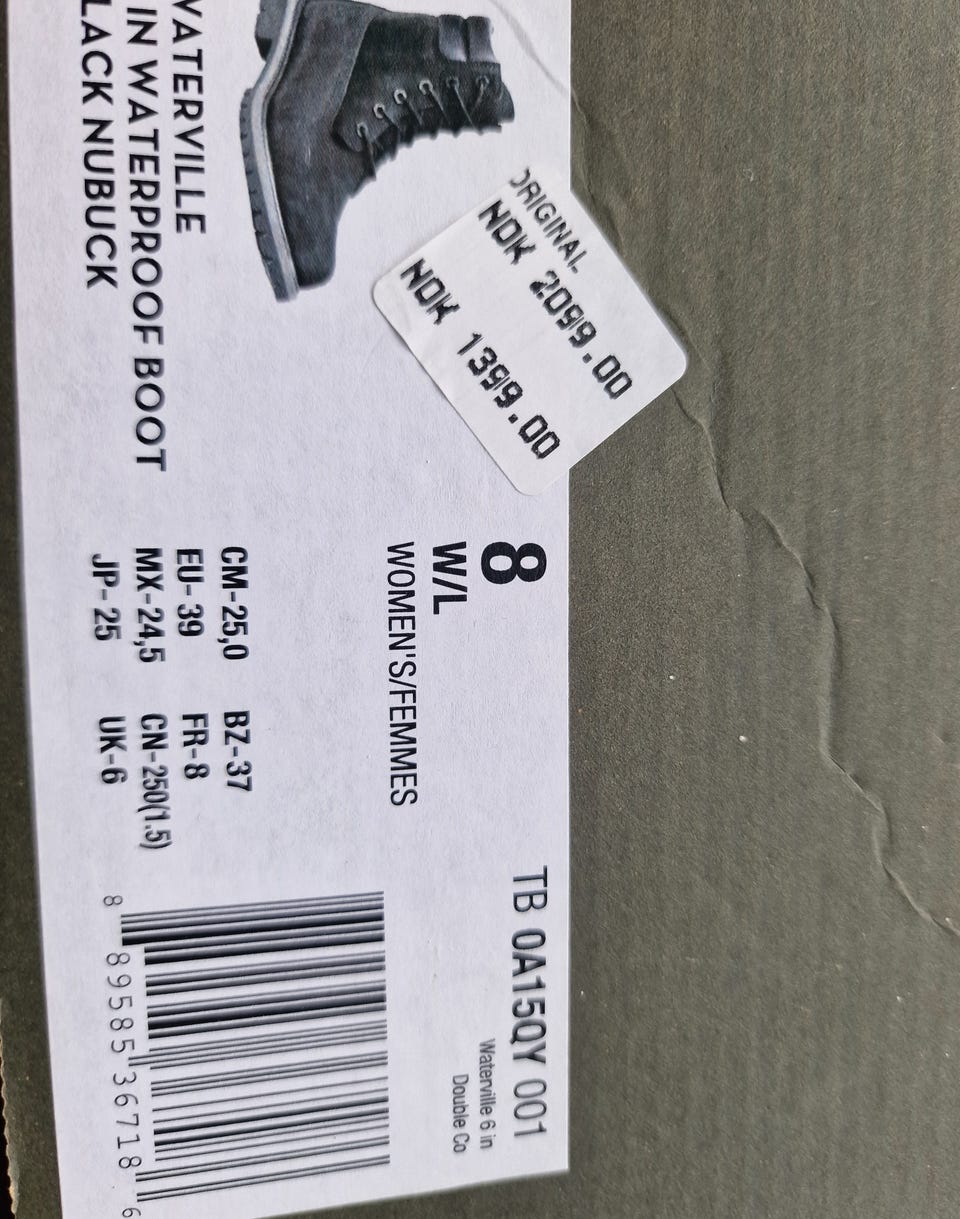 WATERVILLE
IN WATERPROOF BOOT
LACK NUBUCK
ORIGINAL
NOK 2099.00
NOK 1399.00
8
W/L
WOMEN'S/FEMMES
CM-25,0 BZ-37
EU-39 FR-8
MX-24,5 CN-250(1.5)
JP-25 UK-6
TB 0A15QY 001
Waterville 6 in
Double Co
8 89585 36718 6